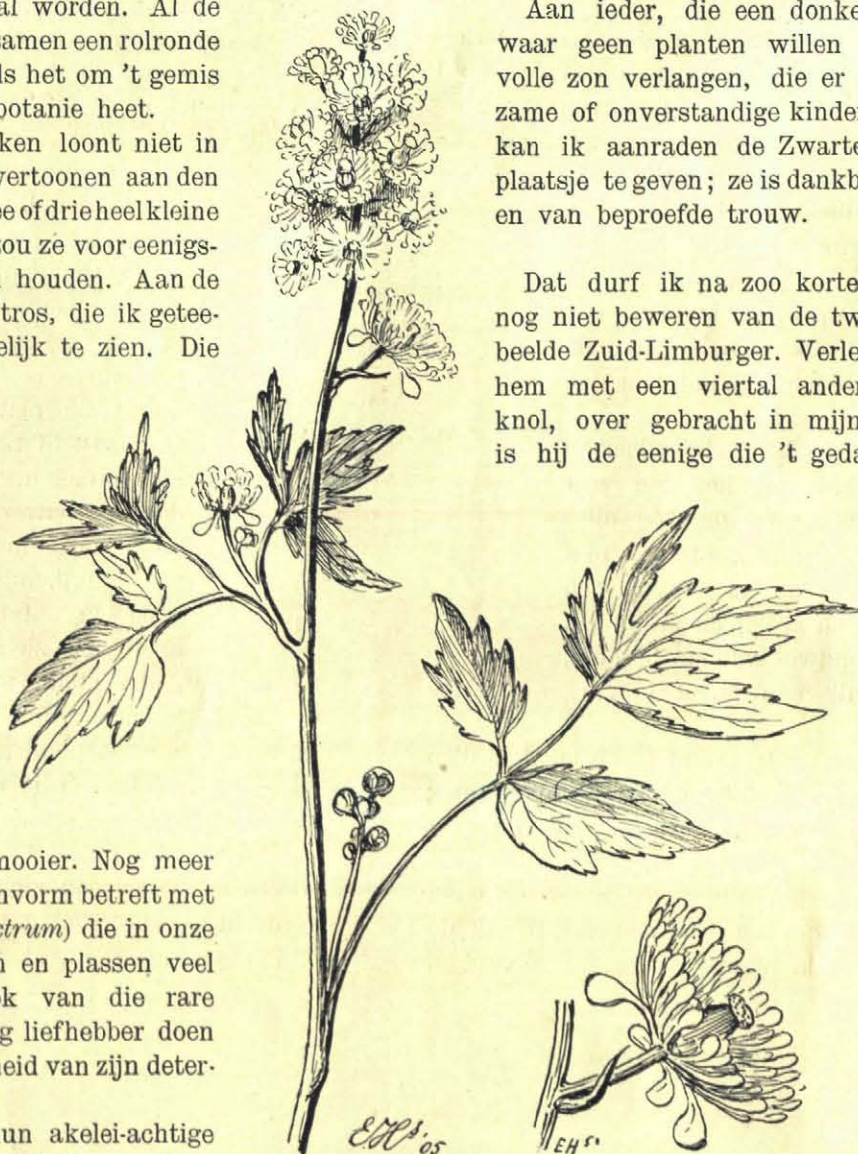 al worden. Al de
samen een rolronde
ls het om 't gemis
botanie heet.
ken loont niet in
vertoonen aan den
e of drie heel kleine
zou ze voor eenigs-
houden. Aan de
tros, die ik getee-
elijk te zien. Die
mooier. Nog meer
nvorm betreft met
ctrum) die in onze
n en plassen veel
ok van die rare
g liefhebber doen
heid van zijn deter-
un akelei-achtige
Aan ieder, die een donke
waar geen planten willen
volle zon verlangen, die er
zame of onverstandige kinder
kan ik aanraden de Zwarte
plaatsje te geven; ze is dankb
en van beproefde trouw.
Dat durf ik na zoo korte
nog niet beweren van de tw
beelde Zuid-Limburger. Verle
hem met een viertal ander
knol, over gebracht in mijn
is hij de eenige die 't geda
EHs. 05
EHs.